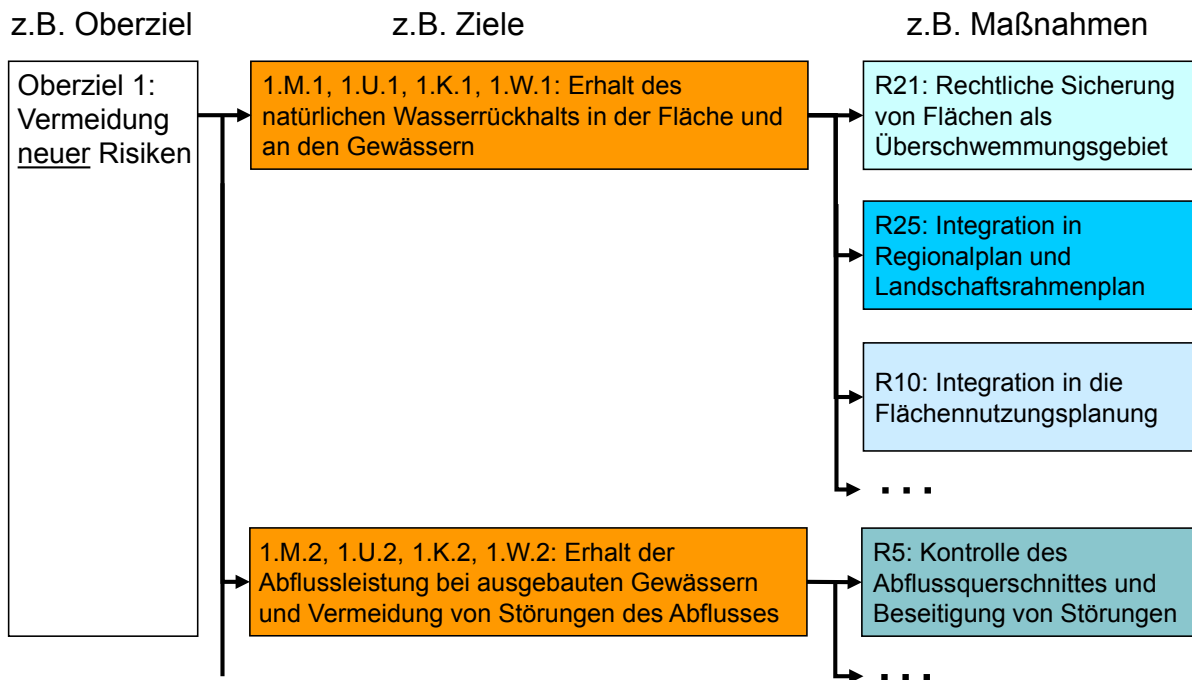 z.B. Oberziel
z.B. Ziele
z.B. Maßnahmen
Oberziel 1:
Vermeidung
neuer Risiken
1.M.1, 1.U.1, 1.K.1, 1.W.1: Erhalt des
natürlichen Wasserrückhalts in der Fläche und
an den Gewässern
R21: Rechtliche Sicherung
von Flächen als
Überschwemmungsgebiet
R25: Integration in
Regionalplan und
Landschaftsrahmenplan
R10: Integration in die
Flächennutzungsplanung
...
1.M.2, 1.U.2, 1.K.2, 1.W.2: Erhalt der
Abflussleistung bei ausgebauten Gewässern
und Vermeidung von Störungen des Abflusses
R5: Kontrolle des
Abflussquerschnittes und
Beseitigung von Störungen
...